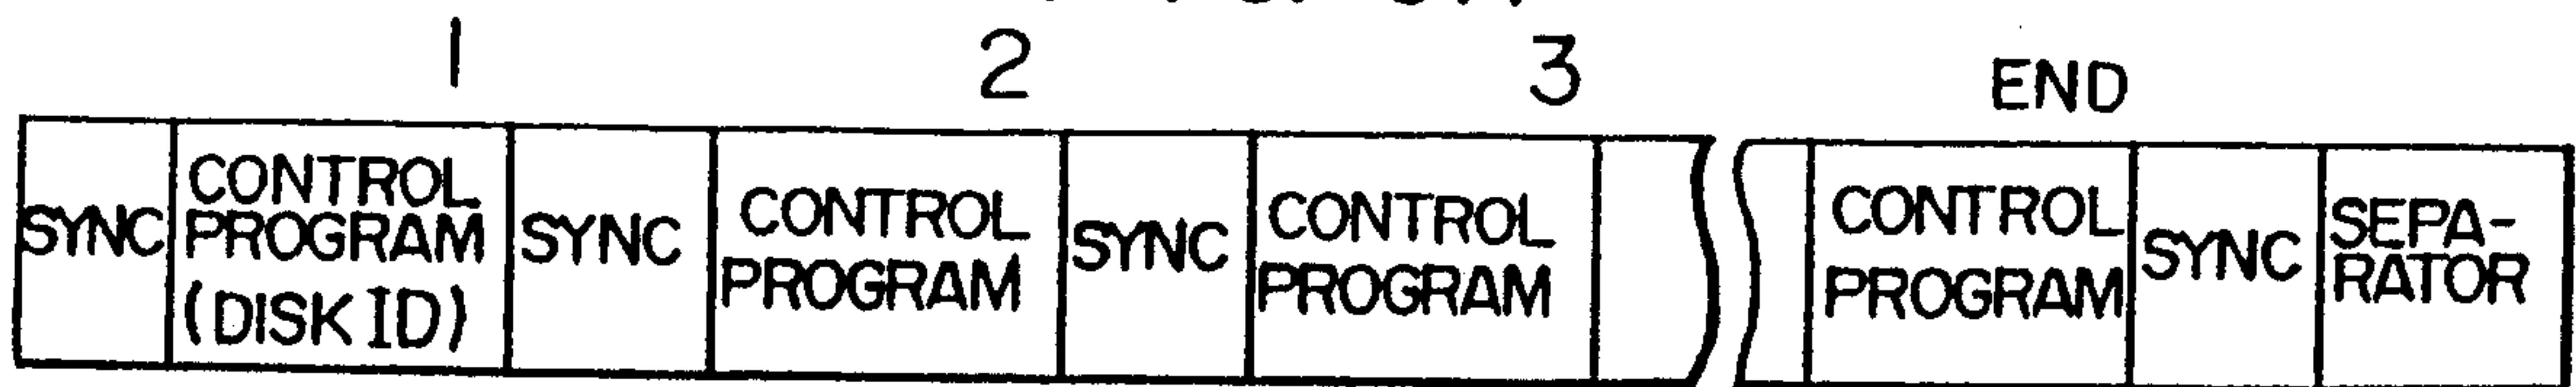 1 2 3 END
SYNC
CONTROL
PROGRAM
(DISK ID)
SYNC
CONTROL
PROGRAM
SYNC
CONTROL
PROGRAM
CONTROL
PROGRAM
SYNC
SEPA-
RATOR